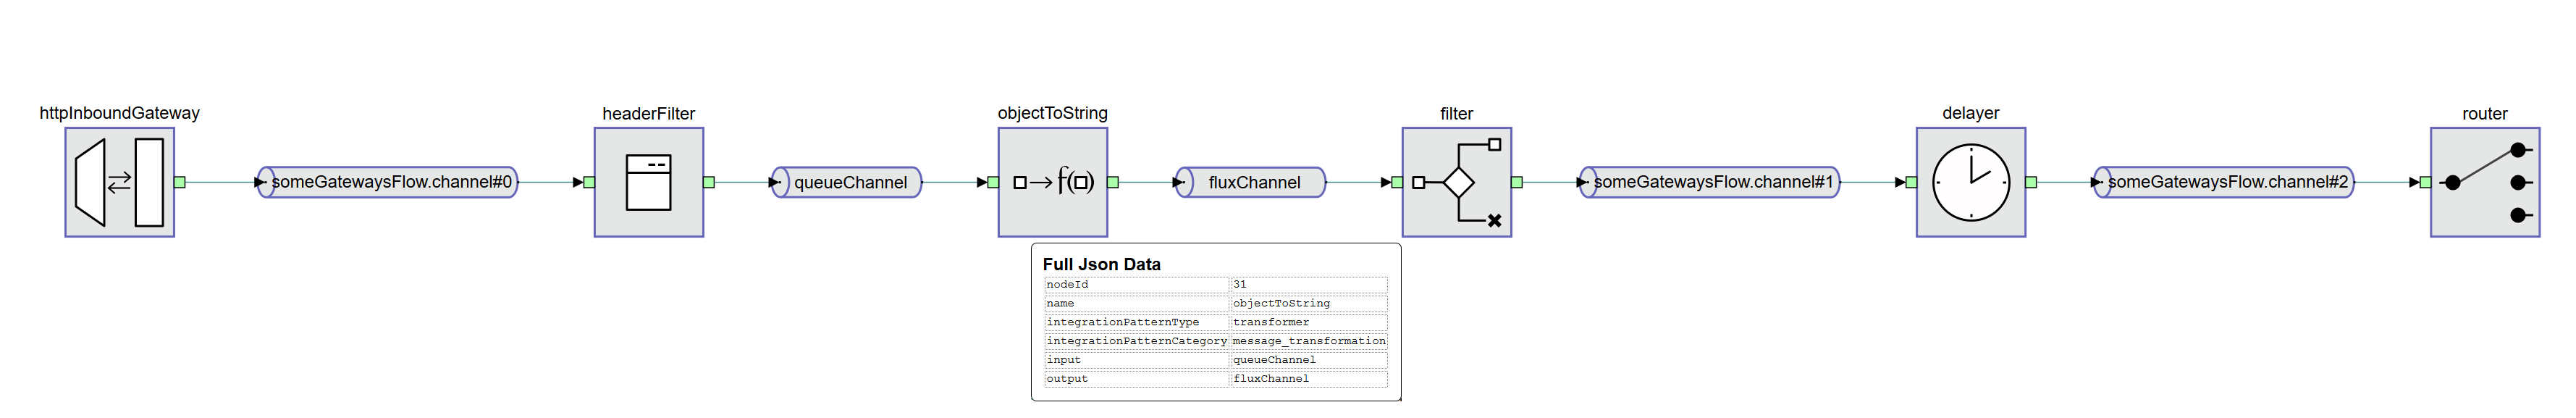 httpInboundGateway
headerFilter
objectToString
filter
delayer
router
someGatewaysFlow.channel#0
queueChannel
f()
fluxChannel
someGatewaysFlow.channel#1
someGatewaysFlow.channel#2
Full Json Data
nodeId 31
name objectToString
integrationPatternType transformer
integrationPatternCategory message_transformation
input queueChannel
output fluxChannel